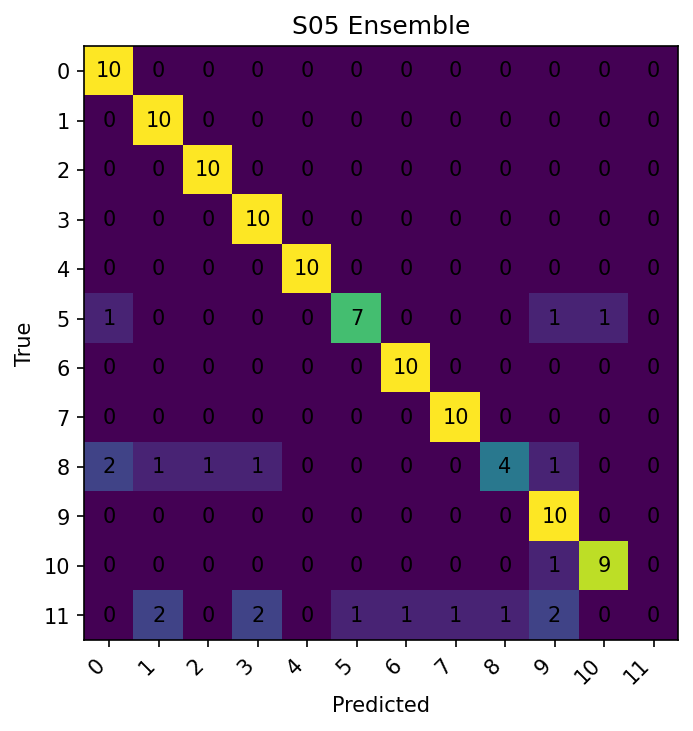 S05 Ensemble
0 10 0 0 0 0 0 0 0 0 0 0 0
1 0 10 0 0 0 0 0 0 0 0 0 0
2 0 0 10 0 0 0 0 0 0 0 0 0
3 0 0 0 10 0 0 0 0 0 0 0 0
4 0 0 0 0 10 0 0 0 0 0 0 0
5 1 0 0 0 0 7 0 0 0 1 1 0
6 0 0 0 0 0 0 10 0 0 0 0 0
7 0 0 0 0 0 0 0 10 0 0 0 0
8 2 1 1 1 0 0 0 0 4 1 0 0
9 0 0 0 0 0 0 0 0 0 10 0 0
10 0 0 0 0 0 0 0 0 0 1 9 0
11 0 2 0 2 0 1 1 1 1 2 0 0
True
0 1 2 3 4 5 6 7 8 9 10 11
Predicted